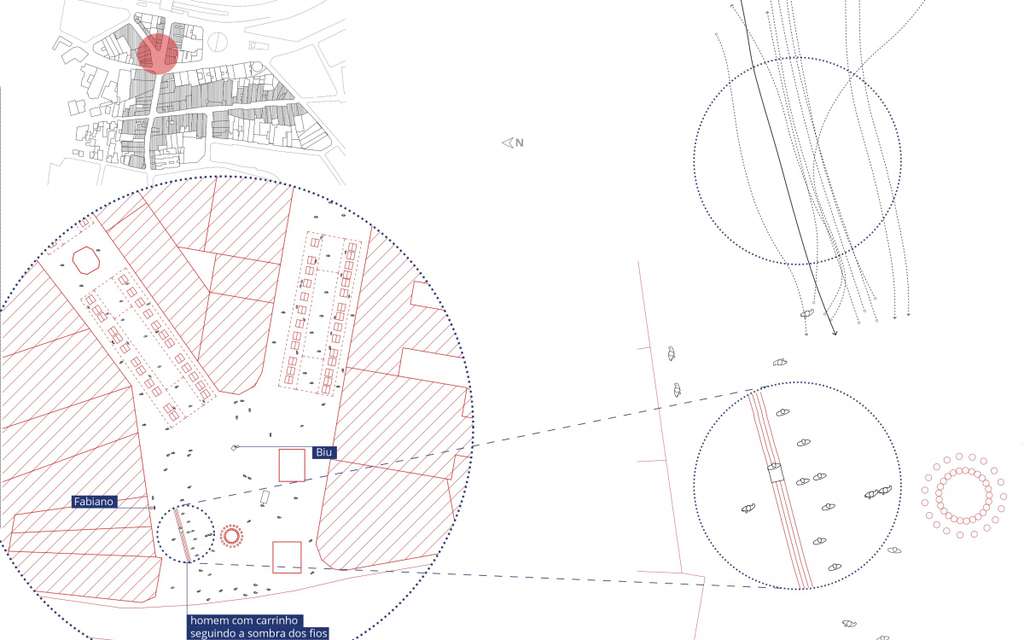 N
Biu
Fabiano
homem com carrinho
seguindo a sombra dos fios